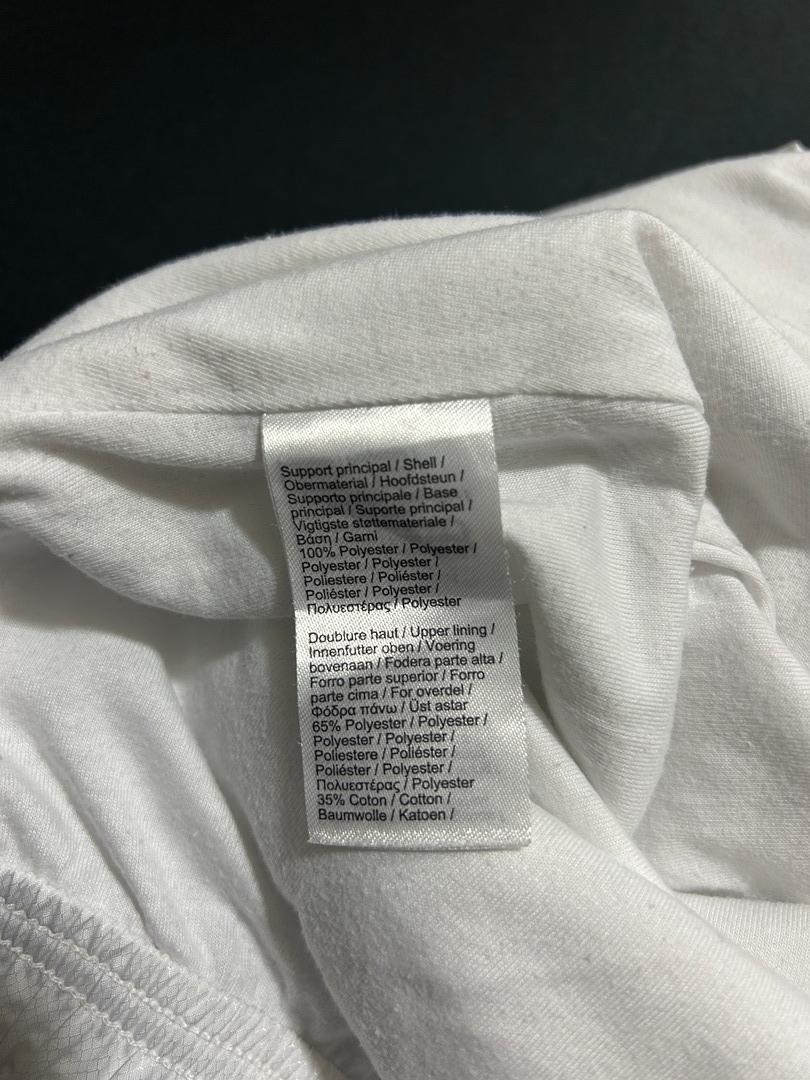 Support principal / Shell /
Obermaterial / Hoofdsteun /
Supporto principale / Base
principal / Suporte principal /
Vigtigste støttemateriale /
Βάση / Garni
100% Polyester / Polyester /
Polyester / Polyester /
Poliestere / Poliéster /
Poliéster / Polyester /
Πολυεστέρας / Polyester
Doublure haut / Upper lining /
Innenfutter oben / Voering
bovenaan / Fodera parte alta /
Forro parte superior / Forro
parte cima / For overdel /
Φόδρα πάνω / Üst astar
65% Polyester / Polyester /
Polyester / Polyester /
Poliestere / Poliéster /
Poliéster / Polyester /
Πολυεστέρας / Polyester
35% Coton / Cotton /
Baumwolle / Katoen /